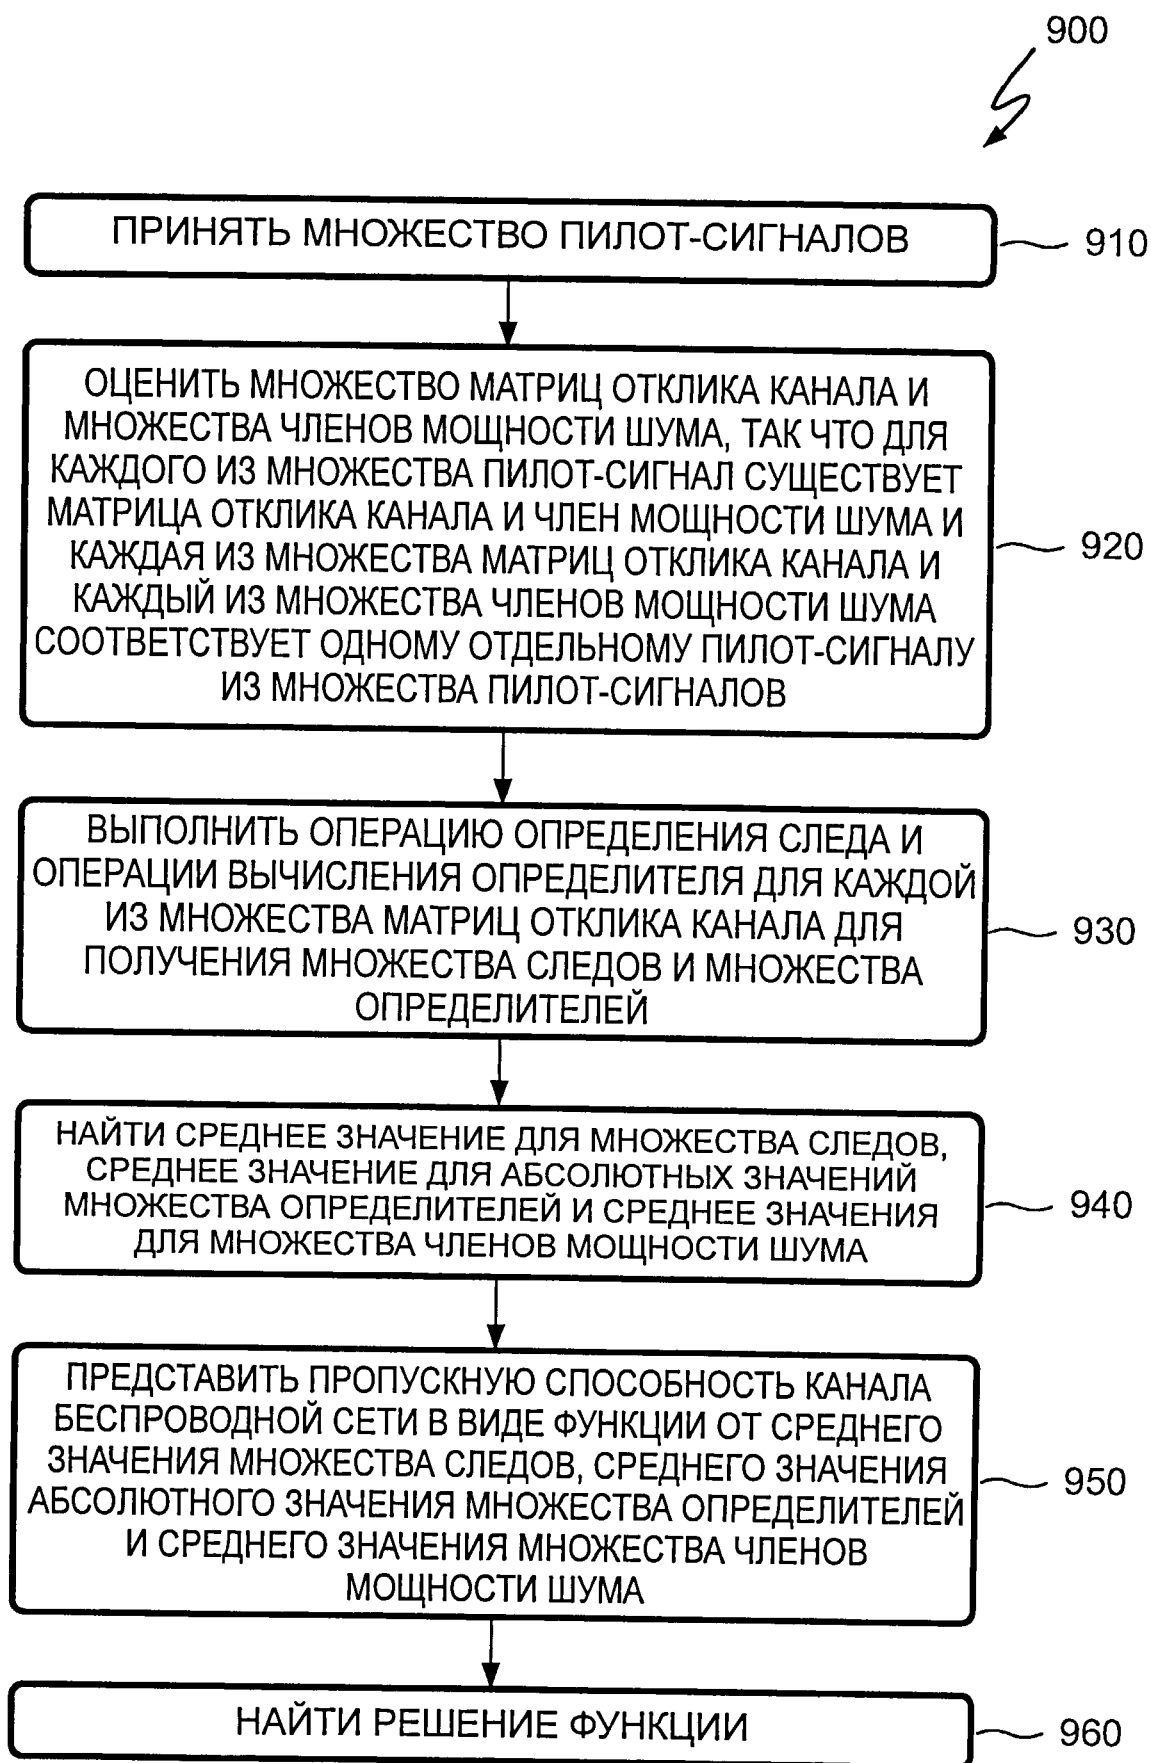 900
ПРИНЯТЬ МНОЖЕСТВО ПИЛОТ-СИГНАЛОВ
910
ОЦЕНИТЬ МНОЖЕСТВО МАТРИЦ ОТКЛИКА КАНАЛА И
МНОЖЕСТВА ЧЛЕНОВ МОЩНОСТИ ШУМА, ТАК ЧТО ДЛЯ
КАЖДОГО ИЗ МНОЖЕСТВА ПИЛОТ-СИГНАЛ СУЩЕСТВУЕТ
МАТРИЦА ОТКЛИКА КАНАЛА И ЧЛЕН МОЩНОСТИ ШУМА И
КАЖДАЯ ИЗ МНОЖЕСТВА МАТРИЦ ОТКЛИКА КАНАЛА И
КАЖДЫЙ ИЗ МНОЖЕСТВА ЧЛЕНОВ МОЩНОСТИ ШУМА
СООТВЕТСТВУЕТ ОДНОМУ ОТДЕЛЬНОМУ ПИЛОТ-СИГНАЛУ
ИЗ МНОЖЕСТВА ПИЛОТ-СИГНАЛОВ
920
ВЫПОЛНИТЬ ОПЕРАЦИЮ ОПРЕДЕЛЕНИЯ СЛЕДА И
ОПЕРАЦИИ ВЫЧИСЛЕНИЯ ОПРЕДЕЛИТЕЛЯ ДЛЯ КАЖДОЙ
ИЗ МНОЖЕСТВА МАТРИЦ ОТКЛИКА КАНАЛА ДЛЯ
ПОЛУЧЕНИЯ МНОЖЕСТВА СЛЕДОВ И МНОЖЕСТВА
ОПРЕДЕЛИТЕЛЕЙ
930
НАЙТИ СРЕДНЕЕ ЗНАЧЕНИЕ ДЛЯ МНОЖЕСТВА СЛЕДОВ,
СРЕДНЕЕ ЗНАЧЕНИЕ ДЛЯ АБСОЛЮТНЫХ ЗНАЧЕНИЙ
МНОЖЕСТВА ОПРЕДЕЛИТЕЛЕЙ И СРЕДНЕЕ ЗНАЧЕНИЯ
ДЛЯ МНОЖЕСТВА ЧЛЕНОВ МОЩНОСТИ ШУМА
940
ПРЕДСТАВИТЬ ПРОПУСКНУЮ СПОСОБНОСТЬ КАНАЛА
БЕСПРОВОДНОЙ СЕТИ В ВИДЕ ФУНКЦИИ ОТ СРЕДНЕГО
ЗНАЧЕНИЯ МНОЖЕСТВА СЛЕДОВ, СРЕДНЕГО ЗНАЧЕНИЯ
АБСОЛЮТНОГО ЗНАЧЕНИЯ МНОЖЕСТВА ОПРЕДЕЛИТЕЛЕЙ
И СРЕДНЕГО ЗНАЧЕНИЯ МНОЖЕСТВА ЧЛЕНОВ
МОЩНОСТИ ШУМА
950
НАЙТИ РЕШЕНИЕ ФУНКЦИИ
960